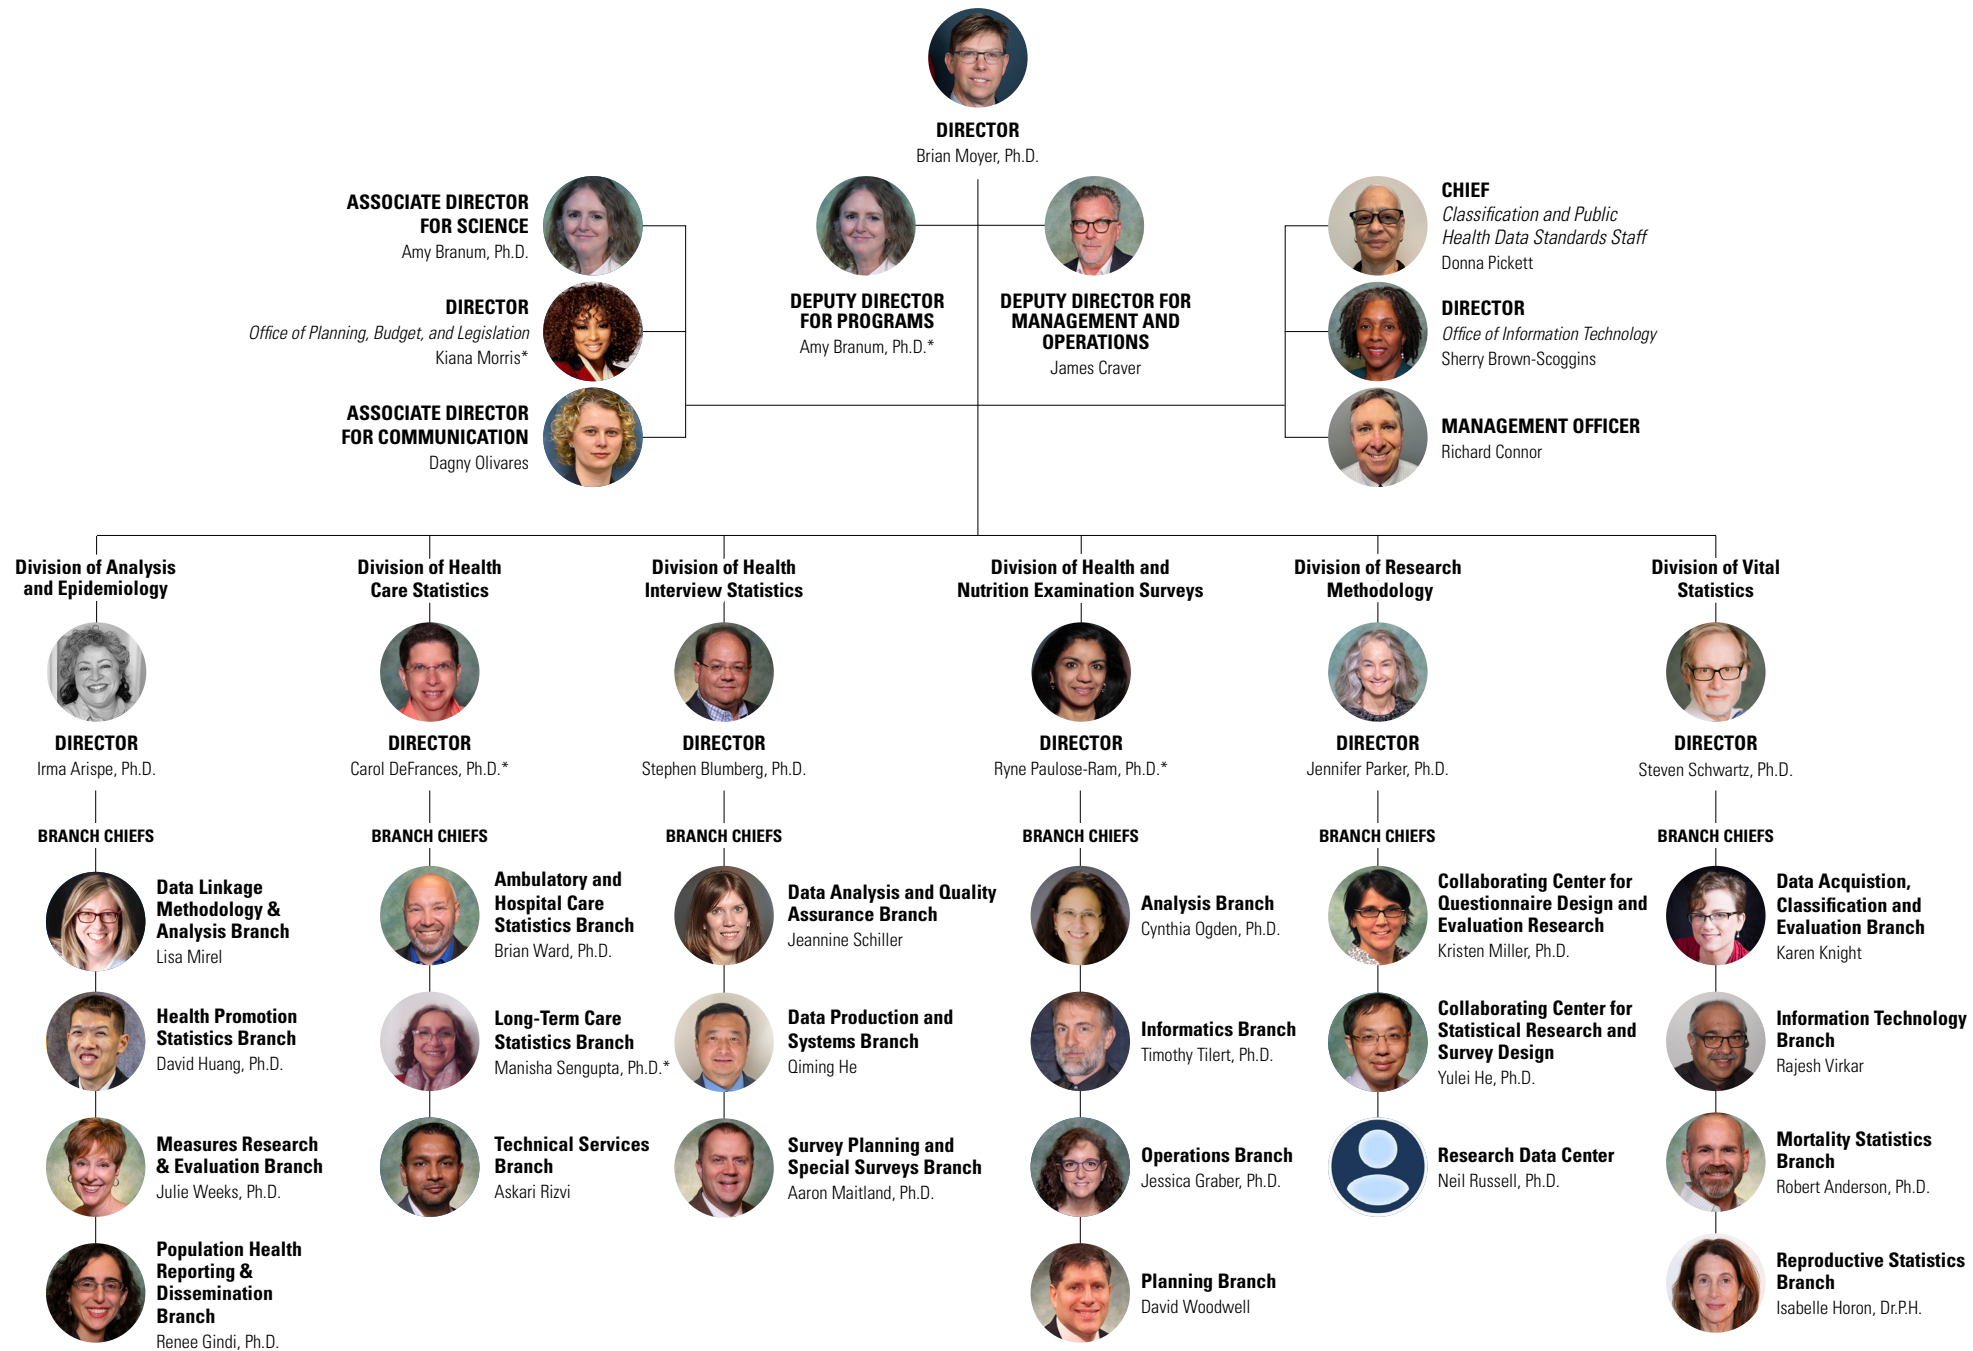 DIRECTOR
Brian Moyer, Ph.D.
ASSOCIATE DIRECTOR
FOR SCIENCE
Amy Branum, Ph.D.
DIRECTOR
Office of Planning, Budget, and Legislation
Kiana Morris*
ASSOCIATE DIRECTOR
FOR COMMUNICATION
Dagny Olivares
DEPUTY DIRECTOR
FOR PROGRAMS
Amy Branum, Ph.D.*
DEPUTY DIRECTOR FOR
MANAGEMENT AND
OPERATIONS
James Craver
CHIEF
Classification and Public
Health Data Standards Staff
Donna Pickett
DIRECTOR
Office of Information Technology
Sherry Brown-Scoggins
MANAGEMENT OFFICER
Richard Connor
Division of Analysis
and Epidemiology
DIRECTOR
Irma Arispe, Ph.D.
BRANCH CHIEFS
Data Linkage
Methodology &
Analysis Branch
Lisa Mirel
Health Promotion
Statistics Branch
David Huang, Ph.D.
Measures Research
& Evaluation Branch
Julie Weeks, Ph.D.
Population Health
Reporting &
Dissemination
Branch
Renee Gindi, Ph.D.
Division of Health
Care Statistics
DIRECTOR
Carol DeFrances, Ph.D.*
BRANCH CHIEFS
Ambulatory and
Hospital Care
Statistics Branch
Brian Ward, Ph.D.
Long-Term Care
Statistics Branch
Manisha Sengupta, Ph.D.*
Technical Services
Branch
Askari Rizvi
Division of Health
Interview Statistics
DIRECTOR
Stephen Blumberg, Ph.D.
BRANCH CHIEFS
Data Analysis and Quality
Assurance Branch
Jeannine Schiller
Data Production and
Systems Branch
Qiming He
Survey Planning and
Special Surveys Branch
Aaron Maitland, Ph.D.
Division of Health and
Nutrition Examination Surveys
DIRECTOR
Ryne Paulose-Ram, Ph.D.*
BRANCH CHIEFS
Analysis Branch
Cynthia Ogden, Ph.D.
Informatics Branch
Timothy Tilert, Ph.D.
Operations Branch
Jessica Graber, Ph.D.
Planning Branch
David Woodwell
Division of Research
Methodology
DIRECTOR
Jennifer Parker, Ph.D.
BRANCH CHIEFS
Collaborating Center for
Questionnaire Design and
Evaluation Research
Kristen Miller, Ph.D.
Collaborating Center for
Statistical Research and
Survey Design
Yulei He, Ph.D.
Research Data Center
Neil Russell, Ph.D.
Division of Vital
Statistics
DIRECTOR
Steven Schwartz, Ph.D.
BRANCH CHIEFS
Data Acquistion,
Classification and
Evaluation Branch
Karen Knight
Information Technology
Branch
Rajesh Virkar
Mortality Statistics
Branch
Robert Anderson, Ph.D.
Reproductive Statistics
Branch
Isabelle Horon, Dr.P.H.